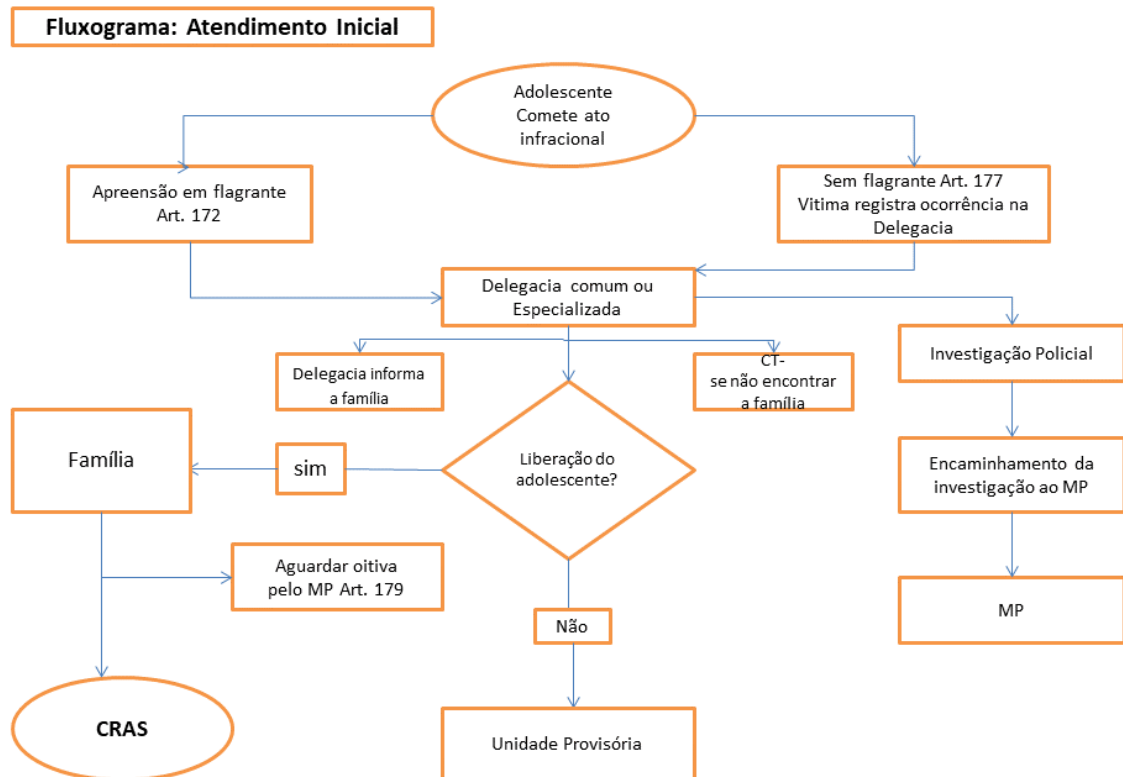 Fluxograma: Atendimento Inicial
Adolescente
Comete ato
infracional
Apreensão em flagrante
Art. 172
Sem flagrante Art. 177
Vitima registra ocorrência na
Delegacia
Delegacia comum ou
Especializada
Delegacia informa
a família
CT-
se não encontrar
a família
Investigação Policial
Família
sim
Liberação do
adolescente?
Encaminhamento da
investigação ao MP
Aguardar oitiva
pelo MP Art. 179
Não
MP
CRAS
Unidade Provisória